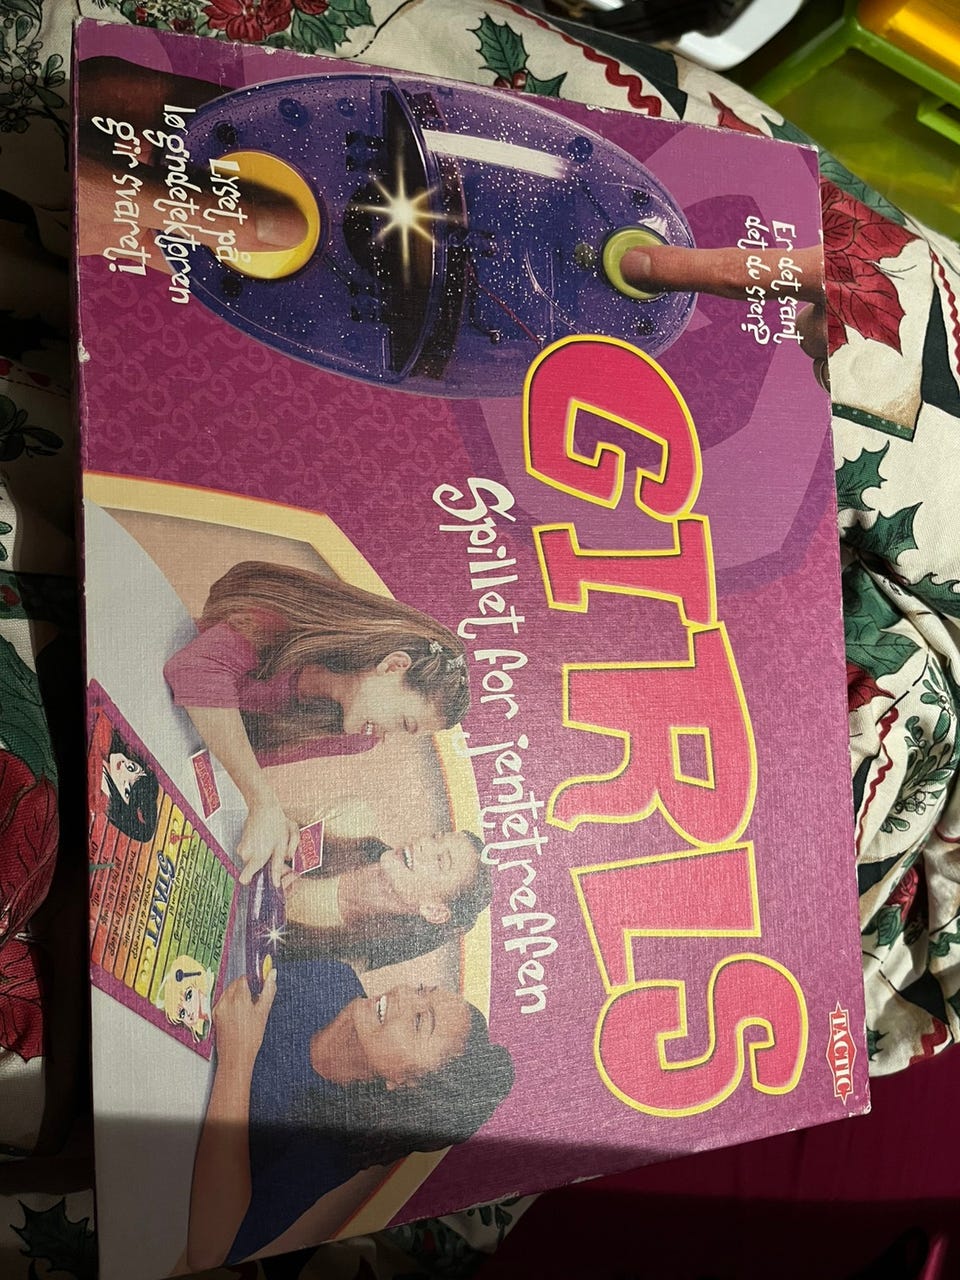 TACTIC
GIRLS
Spillet for jentetreffen
Er det sant
det du sier?
Lyset på
løgndetektoren
gir svaret!
START